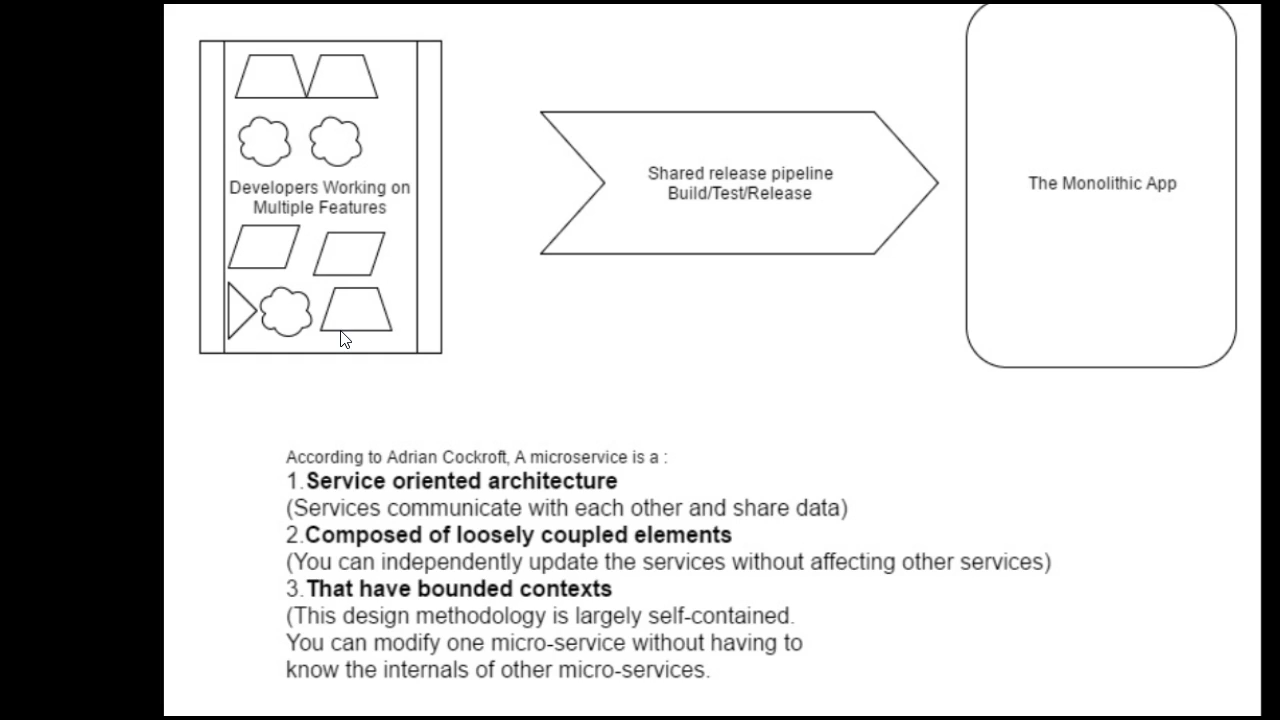 Developers Working on
Multiple Features
Shared release pipeline
Build/Test/Release
The Monolithic App
According to Adrian Cockroft, A microservice is a :
1.Service oriented architecture
(Services communicate with each other and share data)
2.Composed of loosely coupled elements
(You can independently update the services without affecting other services)
3.That have bounded contexts
(This design methodology is largely self-contained.
You can modify one micro-service without having to
know the internals of other micro-services.